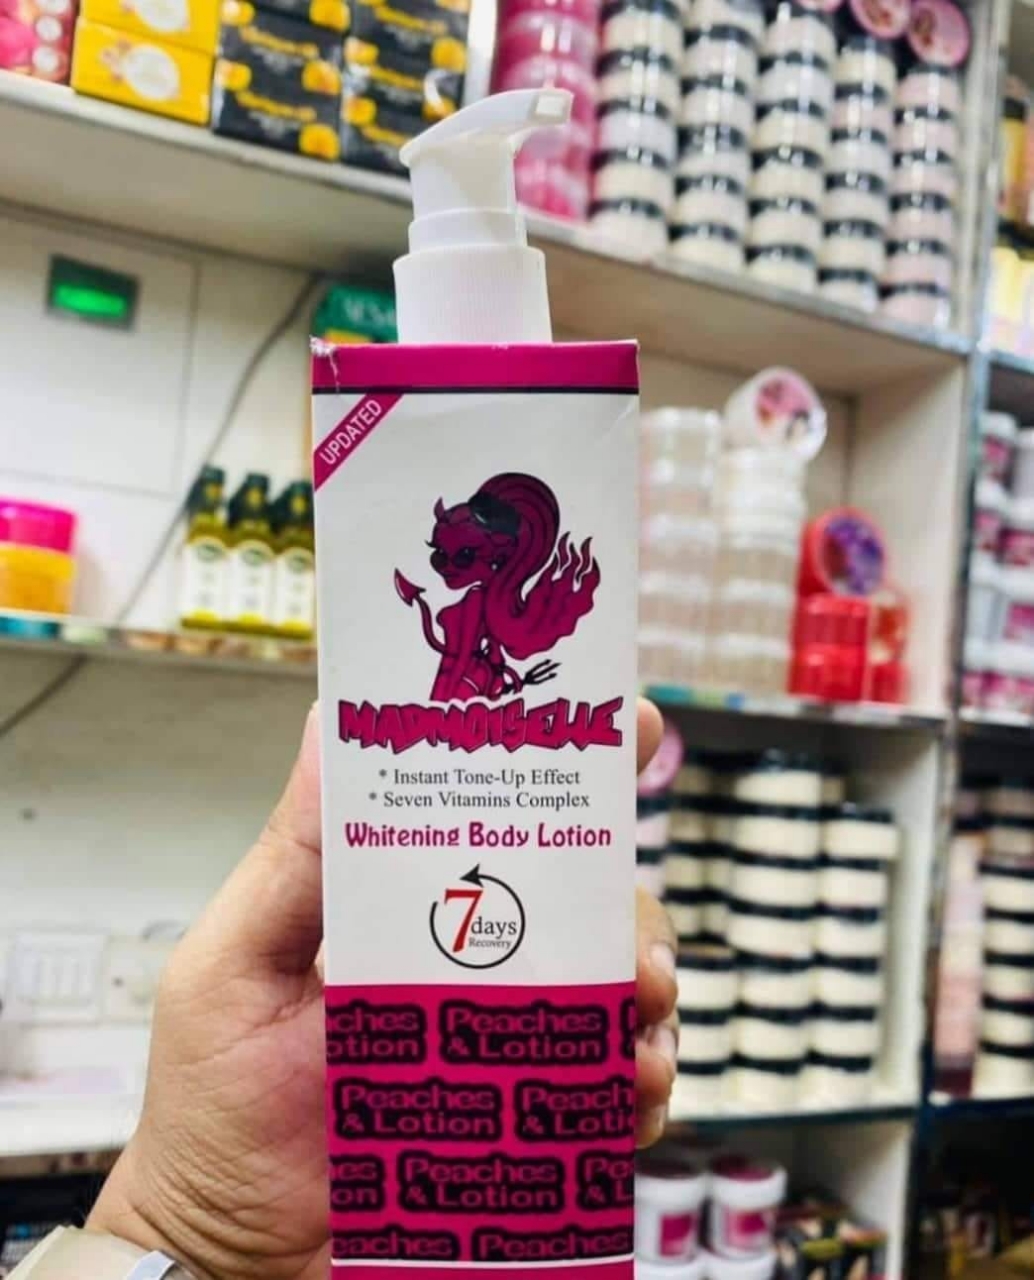 UPDATED
MADMOISELLE
* Instant Tone-Up Effect
* Seven Vitamins Complex
Whitening Body Lotion
7 days
Recovery
Peaches
& Lotion
Peaches
& Lotion
Peaches
& Lotion
Peaches